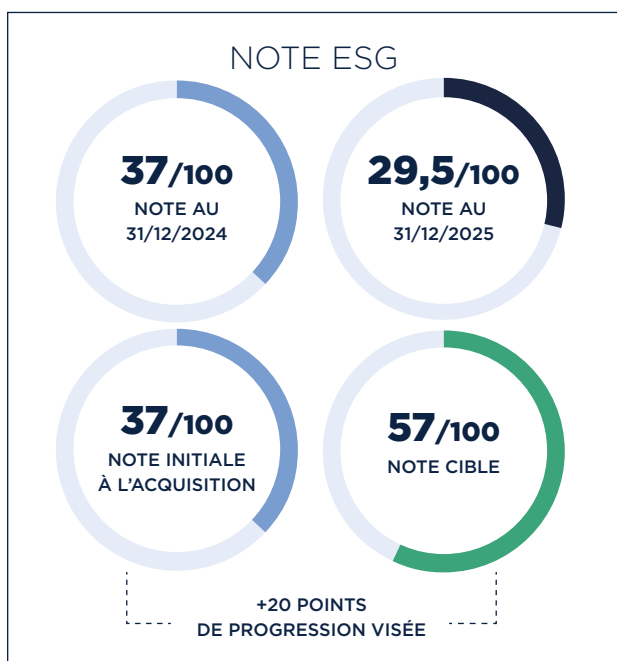 NOTE ESG
37/100
NOTE AU
31/12/2024
29,5/100
NOTE AU
31/12/2025
37/100
NOTE INITIALE
À L'ACQUISITION
57/100
NOTE CIBLE
+20 POINTS
DE PROGRESSION VISÉE